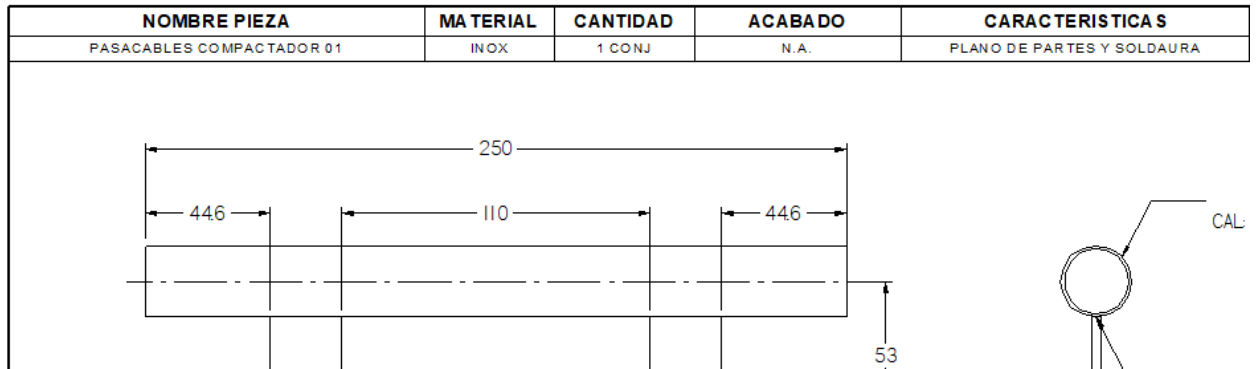 NOMBRE PIEZA MATERIAL CANTIDAD ACABADO CARACTERISTICAS
PASACABLES COMPACTADOR 01 INOX 1 CONJ N.A. PLANO DE PARTES Y SOLDAURA
250
44.6 110 44.6
CAL:
53